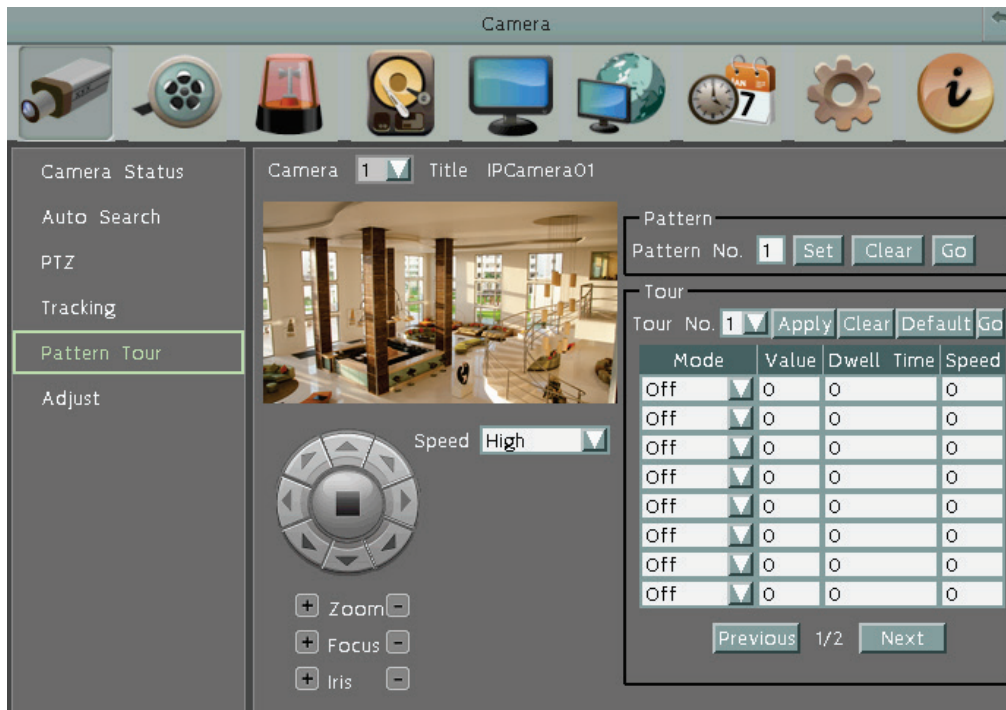 Camera
JAN
7
i
Camera Status
Auto Search
PTZ
Tracking
Pattern Tour
Adjust
Camera 1 Title IPCamera01
Speed High
Zoom
Focus
Iris
Pattern
Pattern No. 1 Set Clear Go
Tour
Tour No. 1 Apply Clear Default Go
Mode Value Dwell Time Speed
Off 0 0 0
Off 0 0 0
Off 0 0 0
Off 0 0 0
Off 0 0 0
Off 0 0 0
Off 0 0 0
Off 0 0 0
Previous 1/2 Next